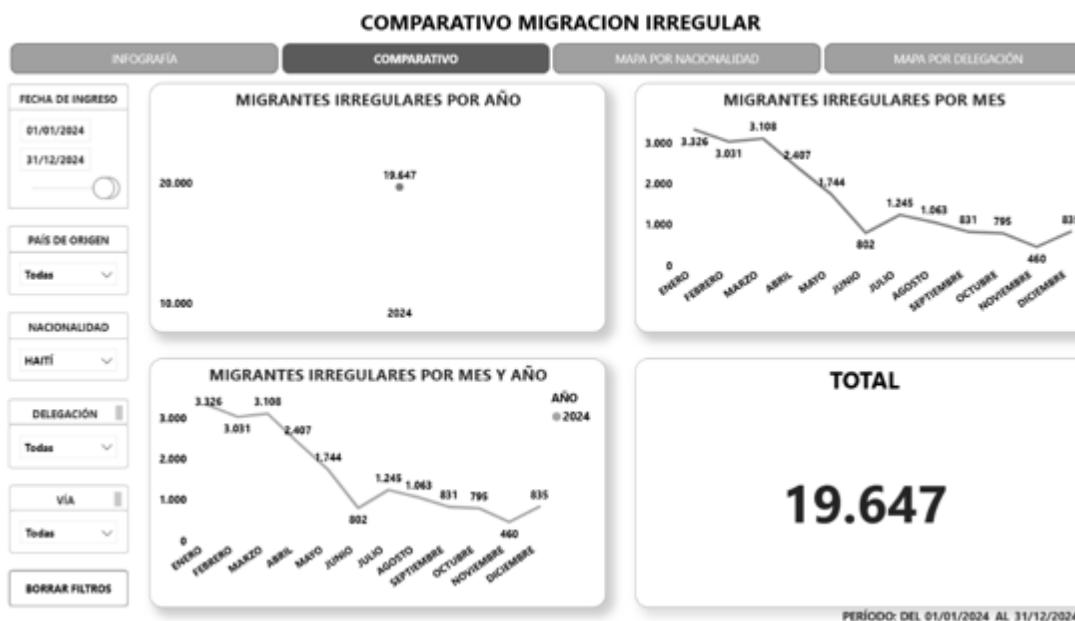 COMPARATIVO MIGRACION IRREGULAR
INFOGRAFÍA
COMPARATIVO
MAPA POR NACIONALIDAD
MAPA POR DELEGACIÓN
FECHA DE INGRESO
01/01/2024
31/12/2024
PAÍS DE ORIGEN
Todas
NACIONALIDAD
HAITÍ
DELEGACIÓN
Todas
VÍA
Todas
BORRAR FILTROS
MIGRANTES IRREGULARES POR AÑO
20.000
19.647
10.000
2024
MIGRANTES IRREGULARES POR MES
3.000
2.000
1.000
0
3.326
3.031
3.108
2.407
1.744
802
1.245
1.063
831
795
460
835
ENERO
FEBRERO
MARZO
ABRIL
MAYO
JUNIO
JULIO
AGOSTO
SEPTIEMBRE
OCTUBRE
NOVIEMBRE
DICIEMBRE
MIGRANTES IRREGULARES POR MES Y AÑO
AÑO
2024
3.000
2.000
1.000
0
3.326
3.031
3.108
2.407
1.744
802
1.245
1.063
831
795
460
835
ENERO
FEBRERO
MARZO
ABRIL
MAYO
JUNIO
JULIO
AGOSTO
SEPTIEMBRE
OCTUBRE
NOVIEMBRE
DICIEMBRE
TOTAL
19.647
PERÍODO: DEL 01/01/2024 AL 31/12/2024